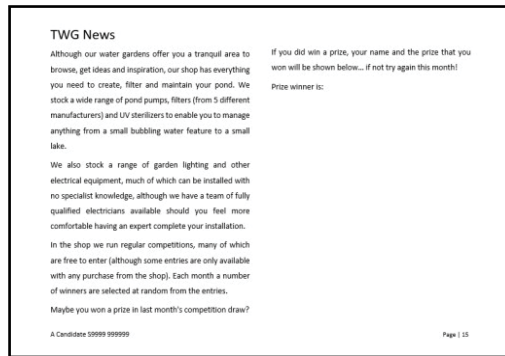 TWG News
Although our water gardens offer you a tranquil area to
browse, get ideas and inspiration, our shop has everything
you need to create, filter and maintain your pond. We
stock a wide range of pond pumps, filters (from 5 different
manufacturers) and UV sterilizers to enable you to manage
anything from a small bubbling water feature to a small
lake.
We also stock a range of garden lighting and other
electrical equipment, much of which can be installed with
no specialist knowledge, although we have a team of fully
qualified electricians available should you feel more
comfortable having an expert complete your installation.
In the shop we run regular competitions, many of which
are free to enter (although some entries are only available
with any purchase from the shop). Each month a number
of winners are selected at random from the entries.
Maybe you won a prize in last month's competition draw?
If you did win a prize, your name and the prize that you
won will be shown below... if not try again this month!
Prize winner is:
A Candidate S9999 999999
Page | 15